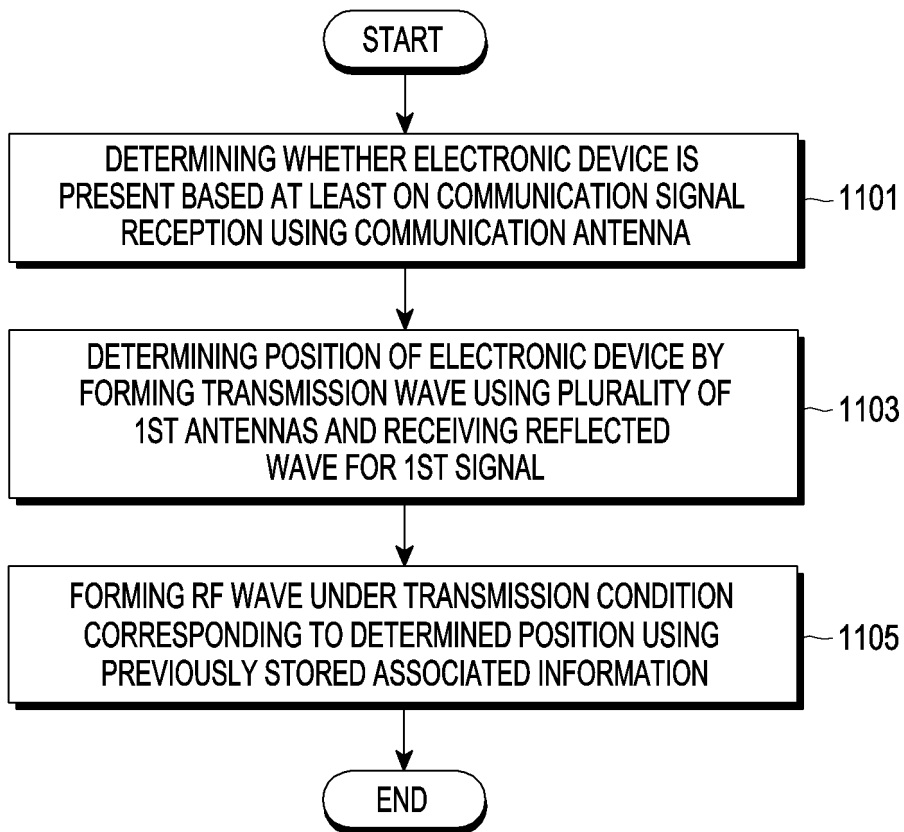 START
DETERMINING WHETHER ELECTRONIC DEVICE IS
PRESENT BASED AT LEAST ON COMMUNICATION SIGNAL
RECEPTION USING COMMUNICATION ANTENNA
1101
DETERMINING POSITION OF ELECTRONIC DEVICE BY
FORMING TRANSMISSION WAVE USING PLURALITY OF
1ST ANTENNAS AND RECEIVING REFLECTED
WAVE FOR 1ST SIGNAL
1103
FORMING RF WAVE UNDER TRANSMISSION CONDITION
CORRESPONDING TO DETERMINED POSITION USING
PREVIOUSLY STORED ASSOCIATED INFORMATION
1105
END